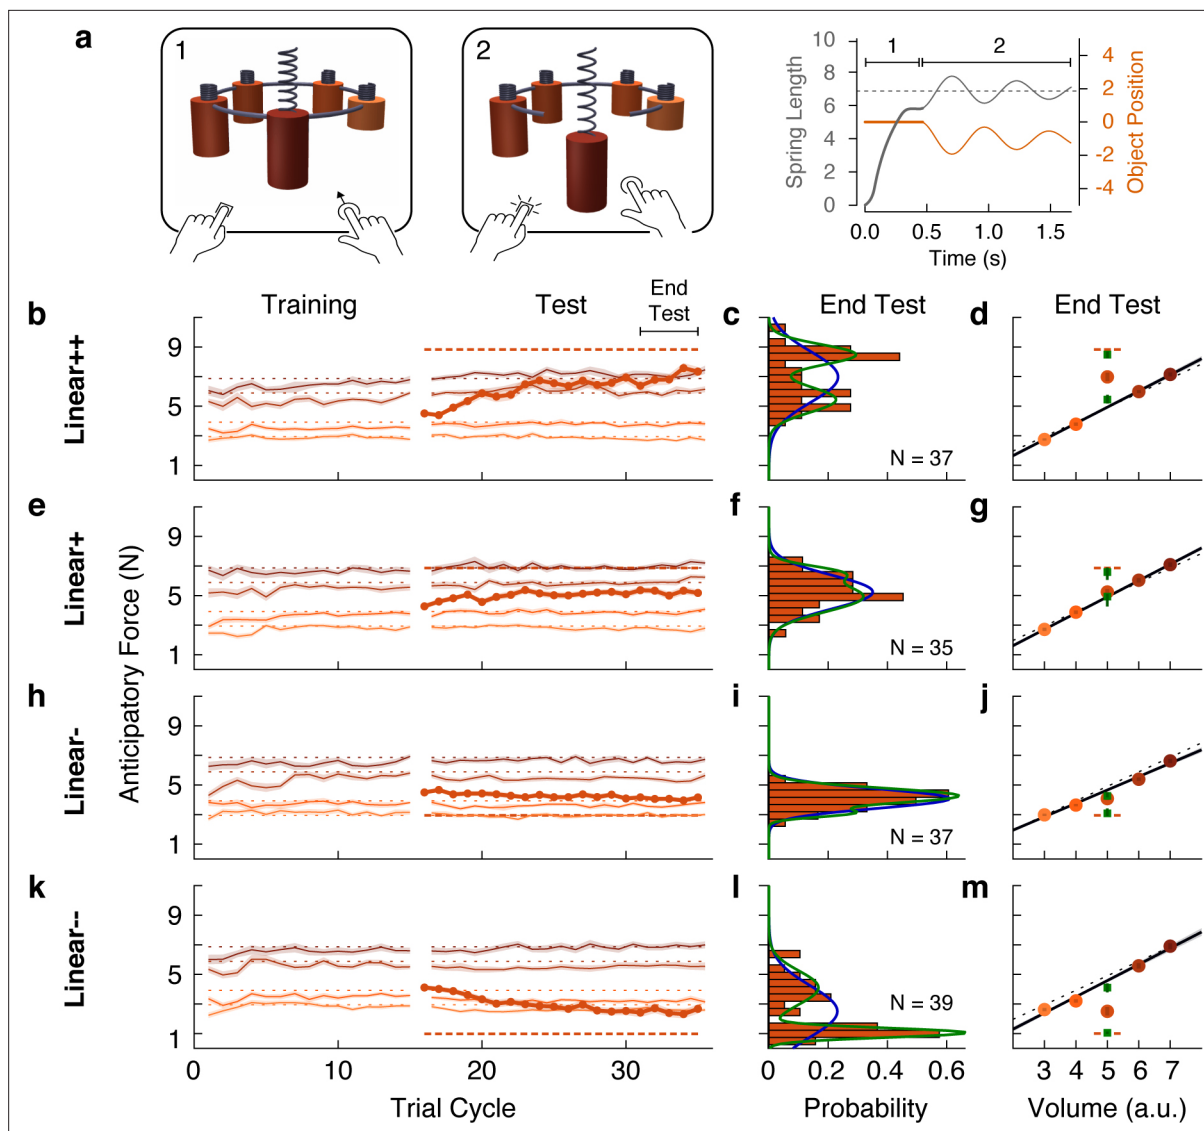 a
1
2
1 2
10
8
6
4
2
0
Spring Length
4
2
0
-2
-4
Object Position
0.0 0.5 1.0 1.5
Time (s)
Training
Test
End
Test
End Test
End Test
b
Linear++
9
5
1
c
N = 37
d
e
Linear+
9
5
1
f
N = 35
g
Anticipatory Force (N)
h
Linear-
9
5
1
i
N = 37
j
k
Linear--
9
5
1
l
N = 39
m
0 10 20 30
Trial Cycle
0 0.2 0.4 0.6
Probability
3 4 5 6 7
Volume (a.u.)